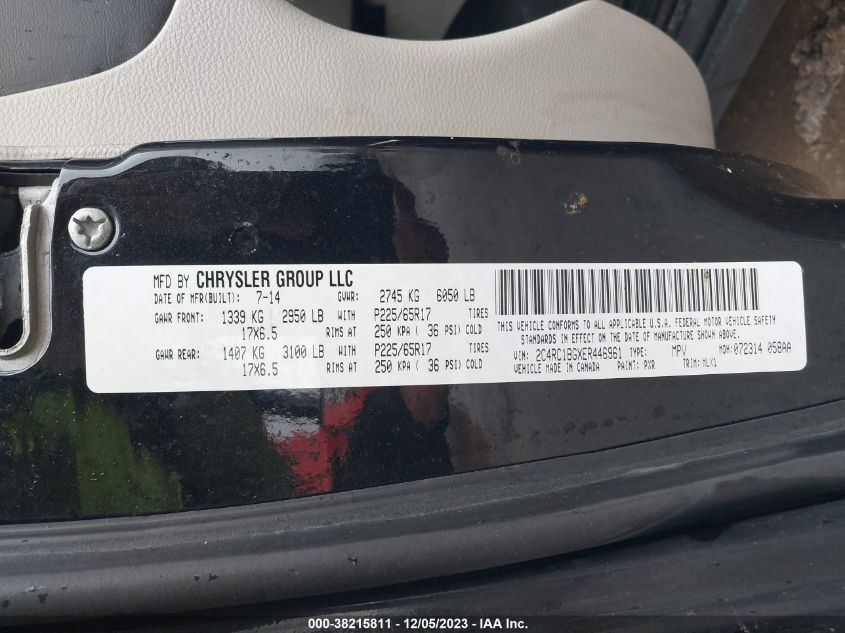 MFD BY CHRYSLER GROUP LLC
DATE OF MFR(BUILT): 7-14 GVWR: 2745 KG 6050 LB
GAWR FRONT: 1339 KG 2950 LB WITH P225/65R17 TIRES
17X6.5 RIMS AT 250 KPA ( 36 PSI) COLD
GAWR REAR: 1407 KG 3100 LB WITH P225/65R17 TIRES
17X6.5 RIMS AT 250 KPA ( 36 PSI) COLD
THIS VEHICLE CONFORMS TO ALL APPLICABLE U.S.A. FEDERAL MOTOR VEHICLE SAFETY
STANDARDS IN EFFECT ON THE DATE OF MANUFACTURE SHOWN ABOVE
VIN: 2C4RC1BGXER446961 TYPE: MPV MDH: 072314 058AA
VEHICLE MADE IN CANADA PAINT: PXR TRIM: MLX1
000-38215811 - 12/05/2023 - © IAA Inc.